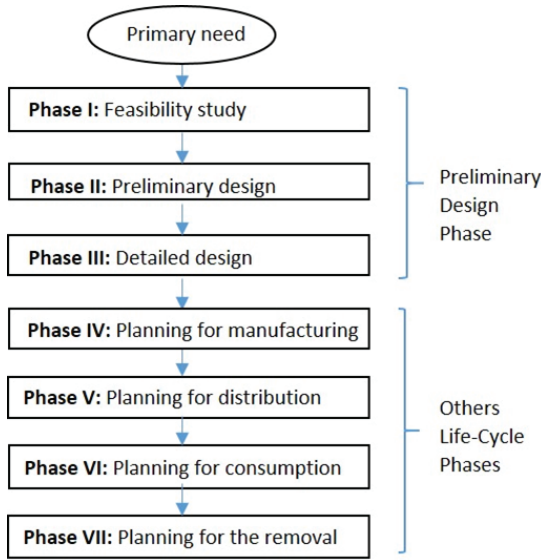 Primary need
Phase I: Feasibility study
Phase II: Preliminary design
Phase III: Detailed design
Preliminary
Design
Phase
Phase IV: Planning for manufacturing
Phase V: Planning for distribution
Phase VI: Planning for consumption
Phase VII: Planning for the removal
Others
Life-Cycle
Phases